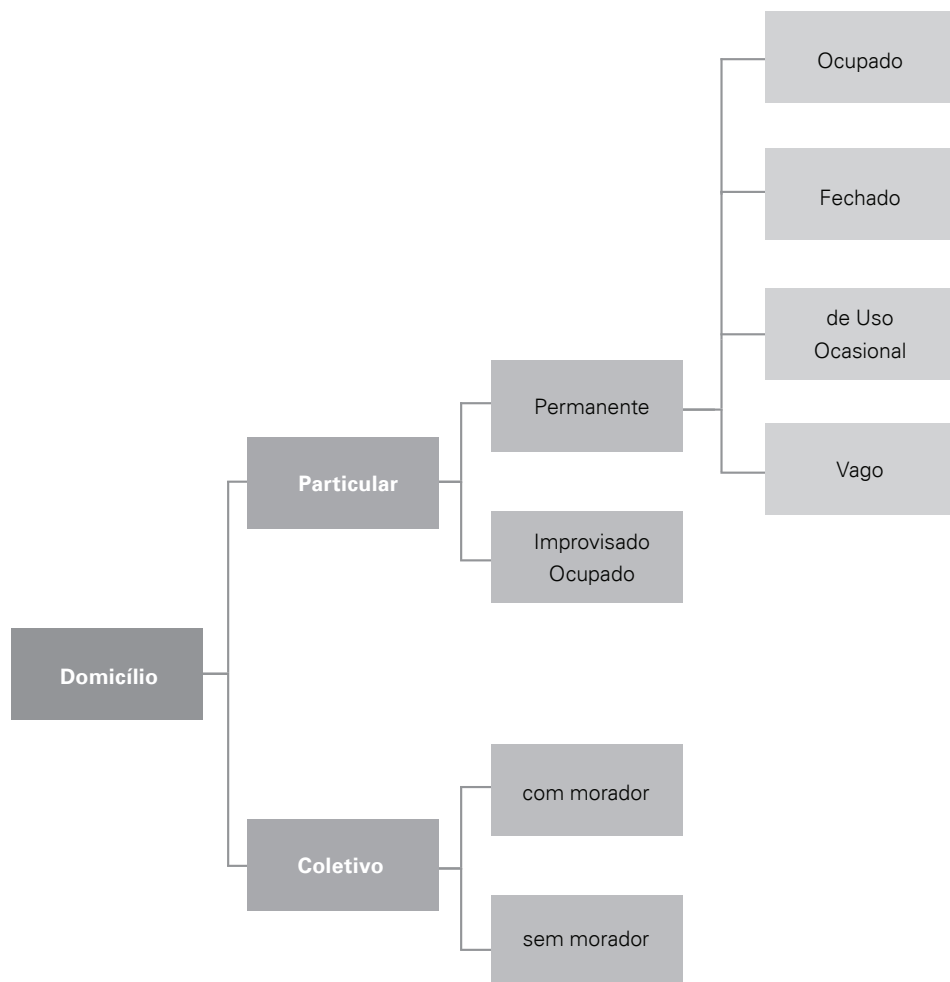 Ocupado
Fechado
de Uso
Ocasional
Permanente
Vago
Particular
Improvisado
Ocupado
Domicílio
com morador
Coletivo
sem morador